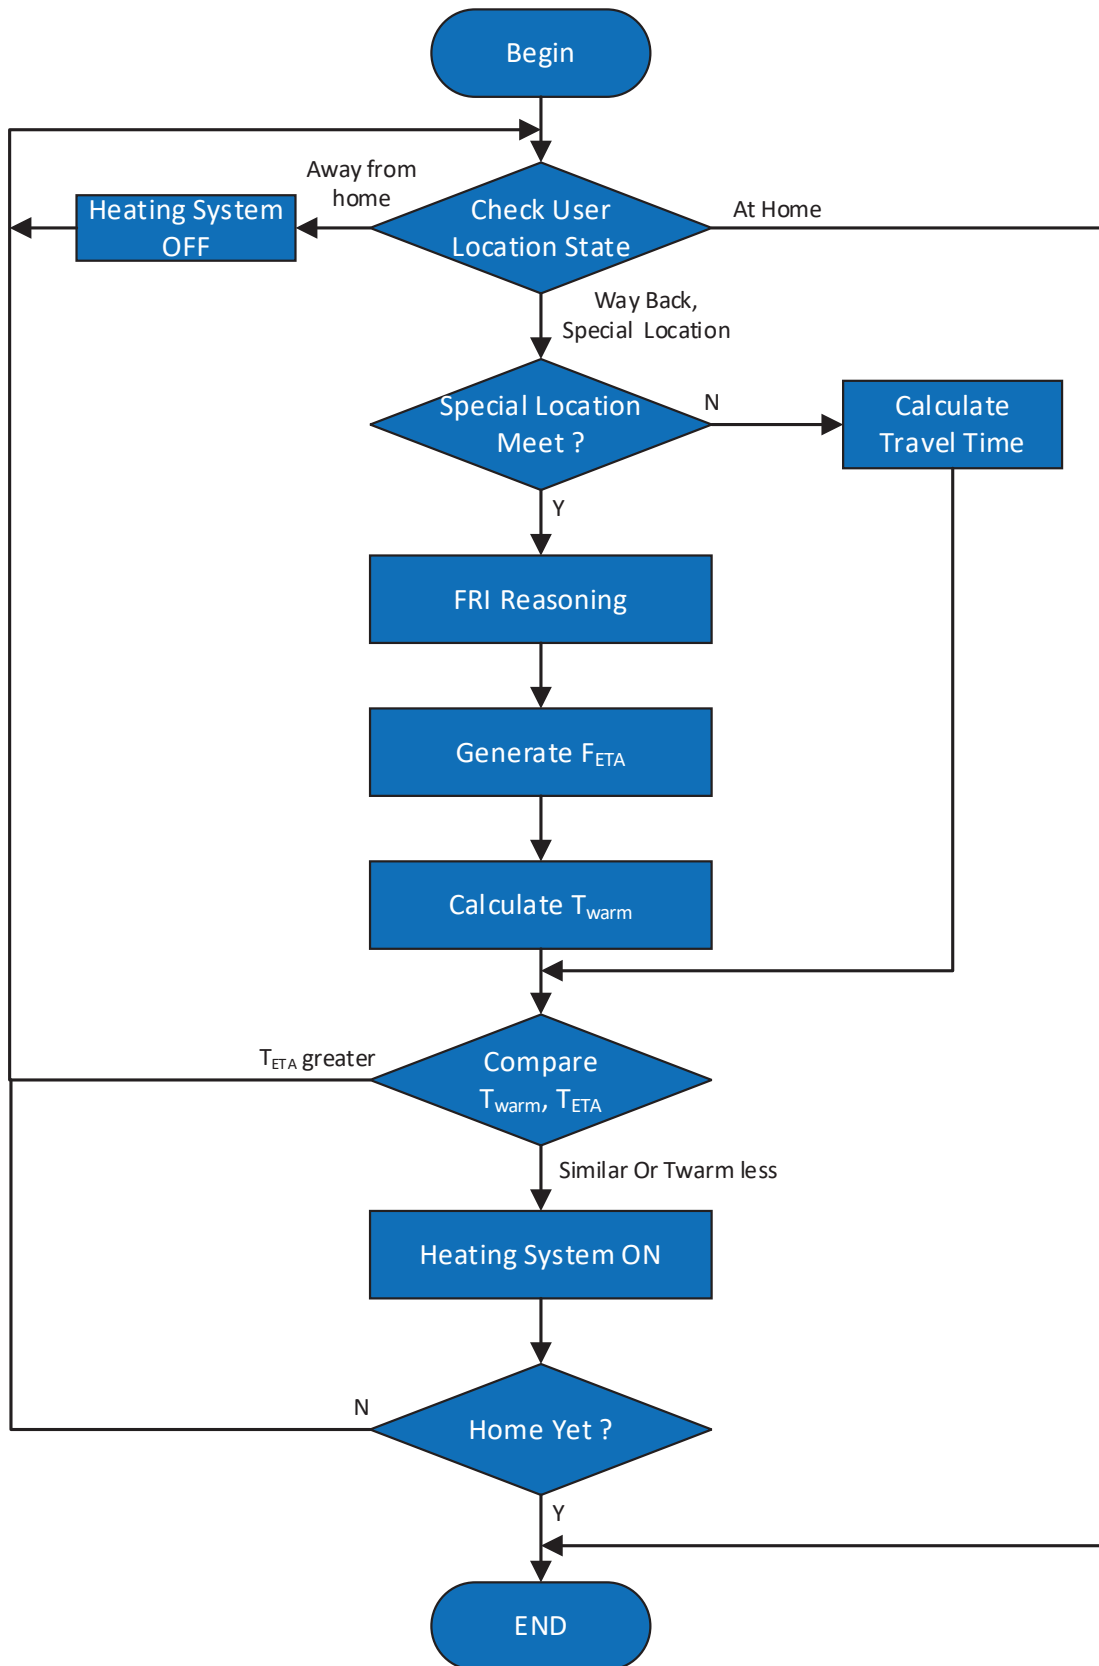 Begin
Away from
home
Heating System
OFF
Check User
Location State
At Home
Way Back,
Special Location
Special Location
Meet ?
N
Calculate
Travel Time
Y
FRI Reasoning
Generate FETA
Calculate Twarm
TETA greater
Compare
Twarm, TETA
Similar Or Twarm less
Heating System ON
N
Home Yet ?
Y
END